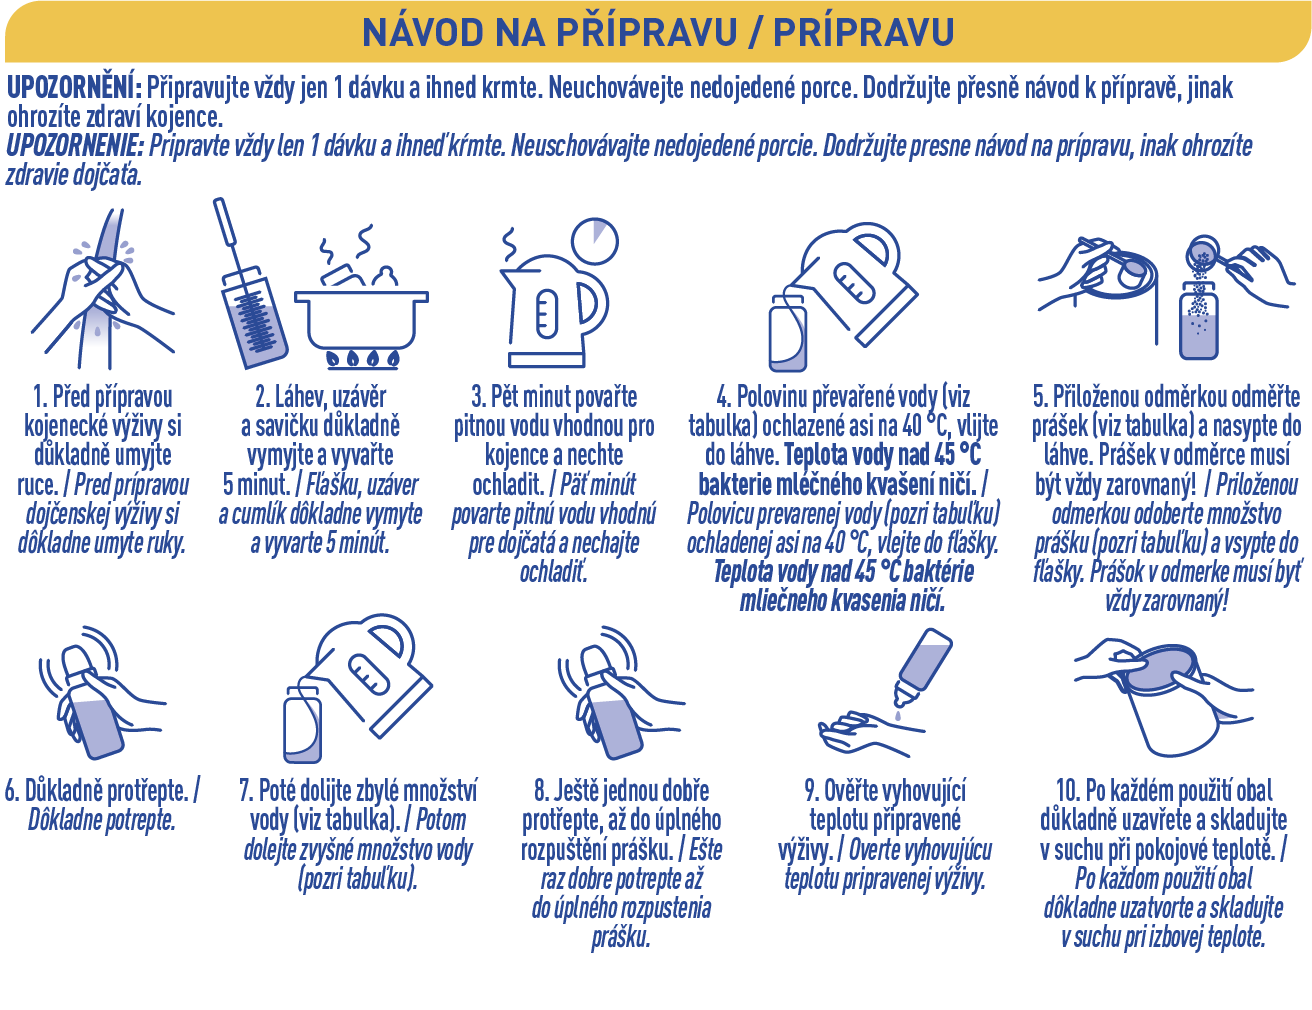 NÁVOD NA PŘÍPRAVU / PRÍPRAVU
UPOZORNĚNÍ: Připravujte vždy jen 1 dávku a ihned krmte. Neuchovávejte nedojedené porce. Dodržujte přesně návod k přípravě, jinak
ohrozíte zdraví kojence.
UPOZORNENIE: Pripravte vždy len 1 dávku a ihneď kŕmte. Neuschovávajte nedojedené porcie. Dodržujte presne návod na prípravu, inak ohrozíte
zdravie dojčaťa.
1. Před přípravou
kojenecké výživy si
důkladně umyjte
ruce. / Pred prípravou
dojčenskej výživy si
dôkladne umyte ruky.
2. Láhev, uzávěr
a savičku důkladně
vymyjte a vyvařte
5 minut. / Fľašku, uzáver
a cumlík dôkladne vymyte
a vyvarte 5 minút.
3. Pět minut povařte
pitnou vodu vhodnou pro
kojence a nechte
ochladit. / Päť minút
povarte pitnú vodu vhodnú
pre dojčatá a nechajte
ochladiť.
4. Polovinu převařené vody (viz
tabulka) ochlazené asi na 40 °C, vlijte
do láhve. Teplota vody nad 45 °C
bakterie mléčného kvašení ničí. /
Polovicu prevarenej vody (pozri tabuľku)
ochladenej asi na 40 °C, vlejte do fľašky.
Teplota vody nad 45 °C baktérie
mliečneho kvasenia ničí.
5. Přiloženou odměrkou odměřte
prášek (viz tabulka) a nasypte do
láhve. Prášek v odměrce musí
být vždy zarovnaný! / Priloženou
odmerkou odoberte množstvo
prášku (pozri tabuľku) a vsypte do
fľašky. Prášok v odmerke musí byť
vždy zarovnaný!
6. Důkladně protřepte. /
Dôkladne potrepte.
7. Poté dolijte zbylé množství
vody (viz tabulka). / Potom
dolejte zvyšné množstvo vody
(pozri tabuľku).
8. Ještě jednou dobře
protřepte, až do úplného
rozpuštění prášku. / Ešte
raz dobre potrepte až
do úplného rozpustenia
prášku.
9. Ověřte vyhovující
teplotu připravené
výživy. / Overte vyhovujúcu
teplotu pripravenej výživy.
10. Po každém použití obal
důkladně uzavřete a skladujte
v suchu při pokojové teplotě. /
Po každom použití obal
dôkladne uzatvorte a skladujte
v suchu pri izbovej teplote.